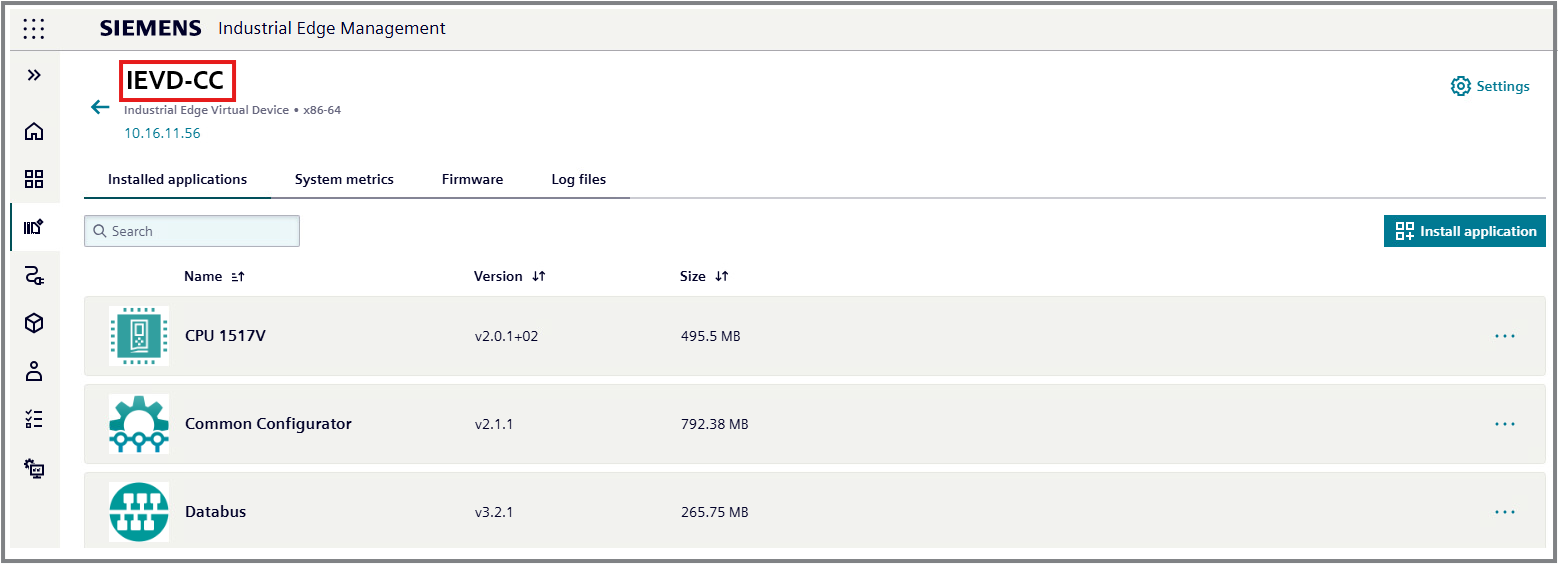 SIEMENS Industrial Edge Management
IEVD-CC
Settings
Industrial Edge Virtual Device • x86-64
10.16.11.56
Installed applications System metrics Firmware Log files
Search
Install application
Name Version Size
CPU 1517V v2.0.1+02 495.5 MB
Common Configurator v2.1.1 792.38 MB
Databus v3.2.1 265.75 MB